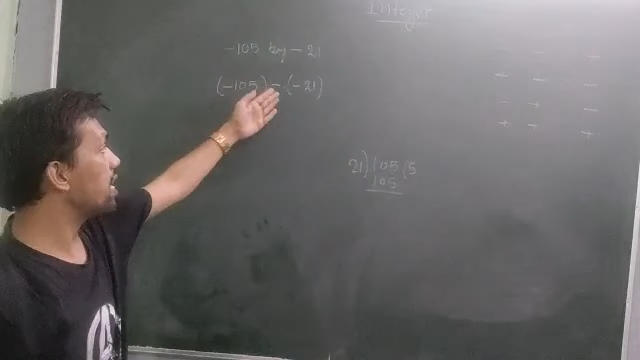 Integer
-105 by - 21
(-105) ÷ (-21)
21)105(5
105
- - -
+ - -
- + -
+ + +